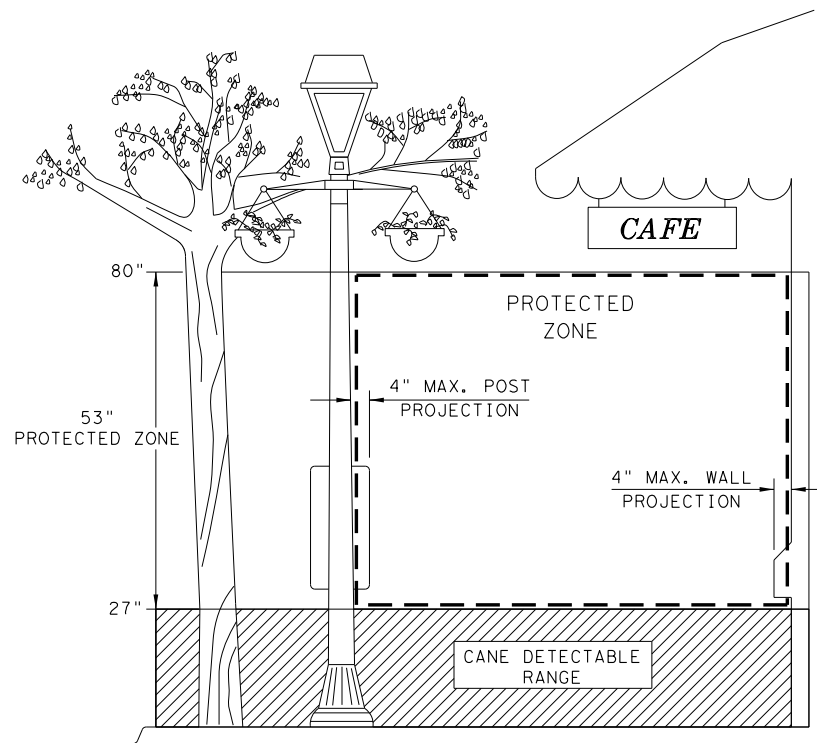 CAFE
80"
PROTECTED
ZONE
4" MAX. POST
PROJECTION
53"
PROTECTED ZONE
4" MAX. WALL
PROJECTION
27"
CANE DETECTABLE
RANGE